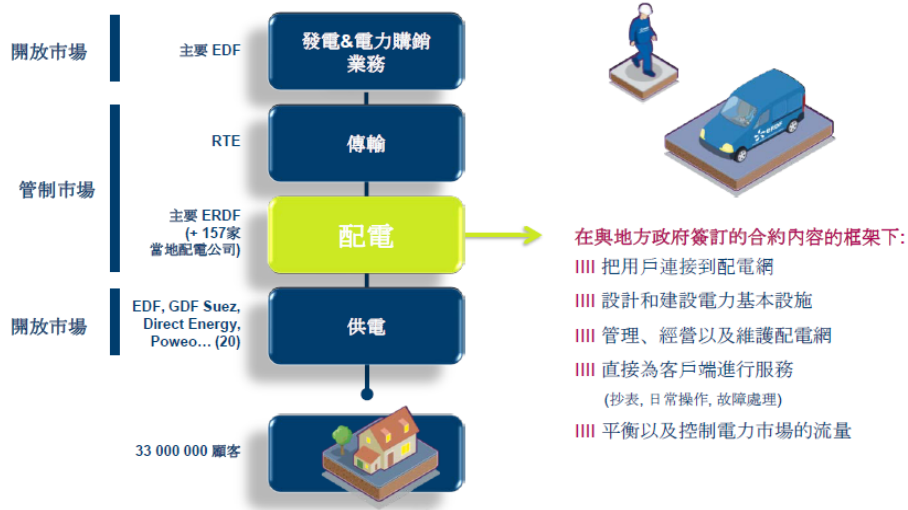 開放市場
主要 EDF
發電&電力購銷
業務
RTE
傳輸
管制市場
主要 ERDF
(+ 157家
當地配電公司)
配電
開放市場
EDF, GDF Suez,
Direct Energy,
Poweo… (20)
供電
33 000 000 顧客
在與地方政府簽訂的合約內容的框架下:
IIII 把用戶連接到配電網
IIII 設計和建設電力基本設施
IIII 管理、經營以及維護配電網
IIII 直接為客戶端進行服務
(抄表, 日常操作, 故障處理)
IIII 平衡以及控制電力市場的流量